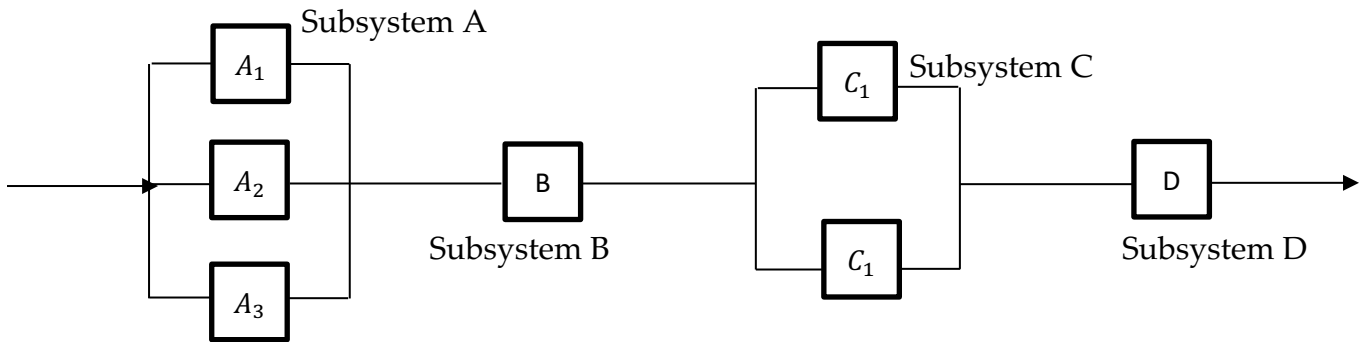 Subsystem A
𝐴₁
Subsystem C
𝐶₁
𝐴₂
B
D
Subsystem B
𝐶₁
Subsystem D
𝐴₃